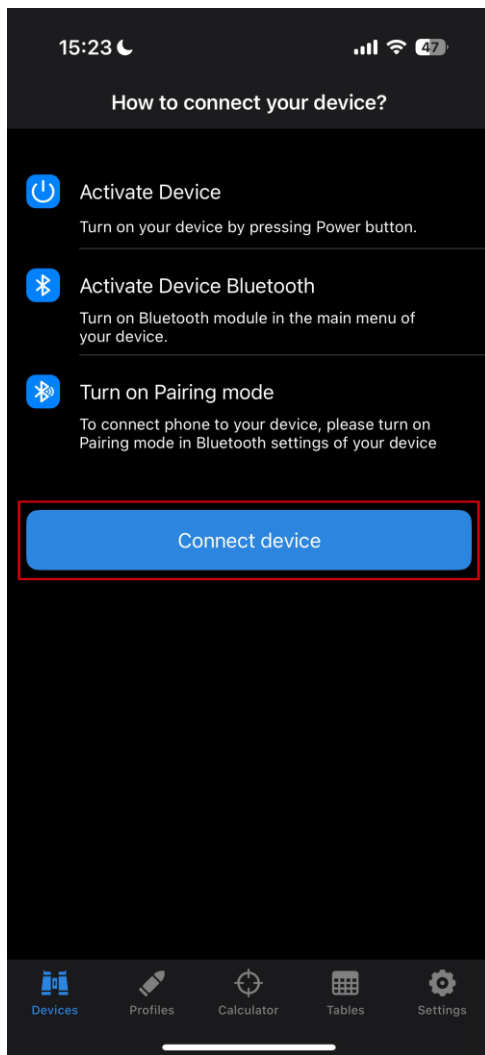 15:23
47
How to connect your device?
Activate Device
Turn on your device by pressing Power button.
Activate Device Bluetooth
Turn on Bluetooth module in the main menu of
your device.
Turn on Pairing mode
To connect phone to your device, please turn on
Pairing mode in Bluetooth settings of your device
Connect device
Devices Profiles Calculator Tables Settings